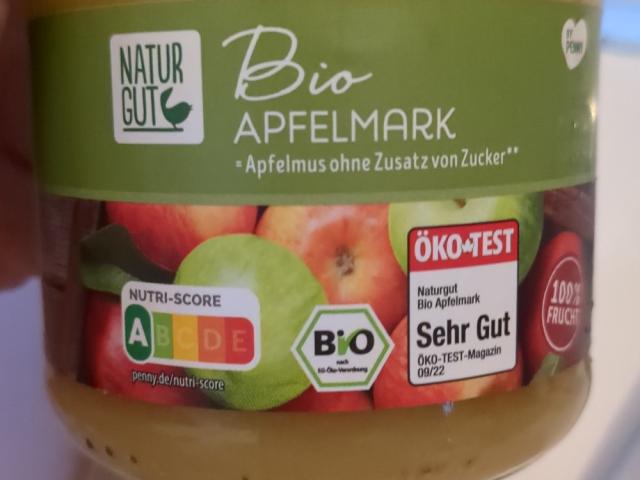 NATUR
GUT
Bio
APFELMARK
= Apfelmus ohne Zusatz von Zucker**
BY
PENNY
NUTRI-SCORE
A B C D E
penny.de/nutri-score
Bio
nach
EG-Öko-Verordnung
ÖKO TEST
Naturgut
Bio Apfelmark
Sehr Gut
ÖKO-TEST-Magazin
09/22
100%
FRUCHT